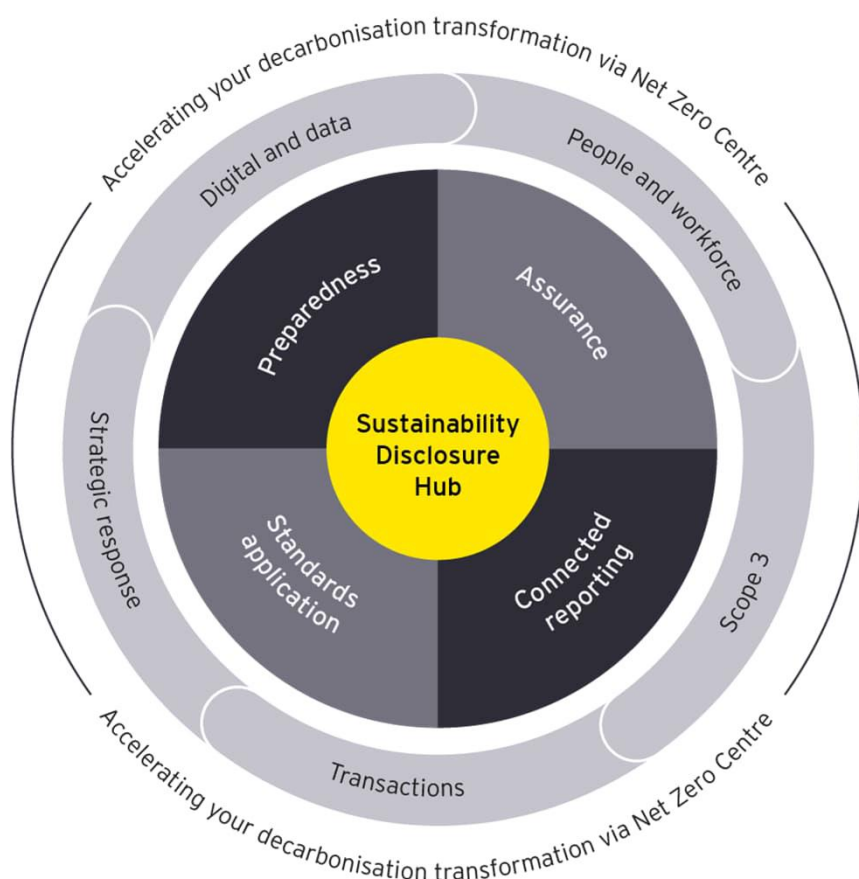 Accelerating your decarbonisation transformation via Net Zero Centre
Digital and data
People and workforce
Preparedness
Assurance
Sustainability
Disclosure
Hub
Strategic response
Standards
application
Connected
reporting
Scope 3
Transactions
Accelerating your decarbonisation transformation via Net Zero Centre